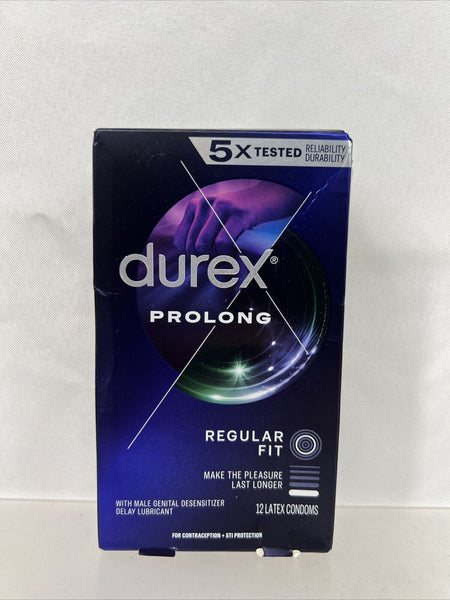 5X TESTED RELIABILITY
DURABILITY
durex®
PROLONG
REGULAR
FIT
MAKE THE PLEASURE
LAST LONGER
WITH MALE GENITAL DESENSITIZER
DELAY LUBRICANT
12 LATEX CONDOMS
FOR CONTRACEPTION + STI PROTECTION